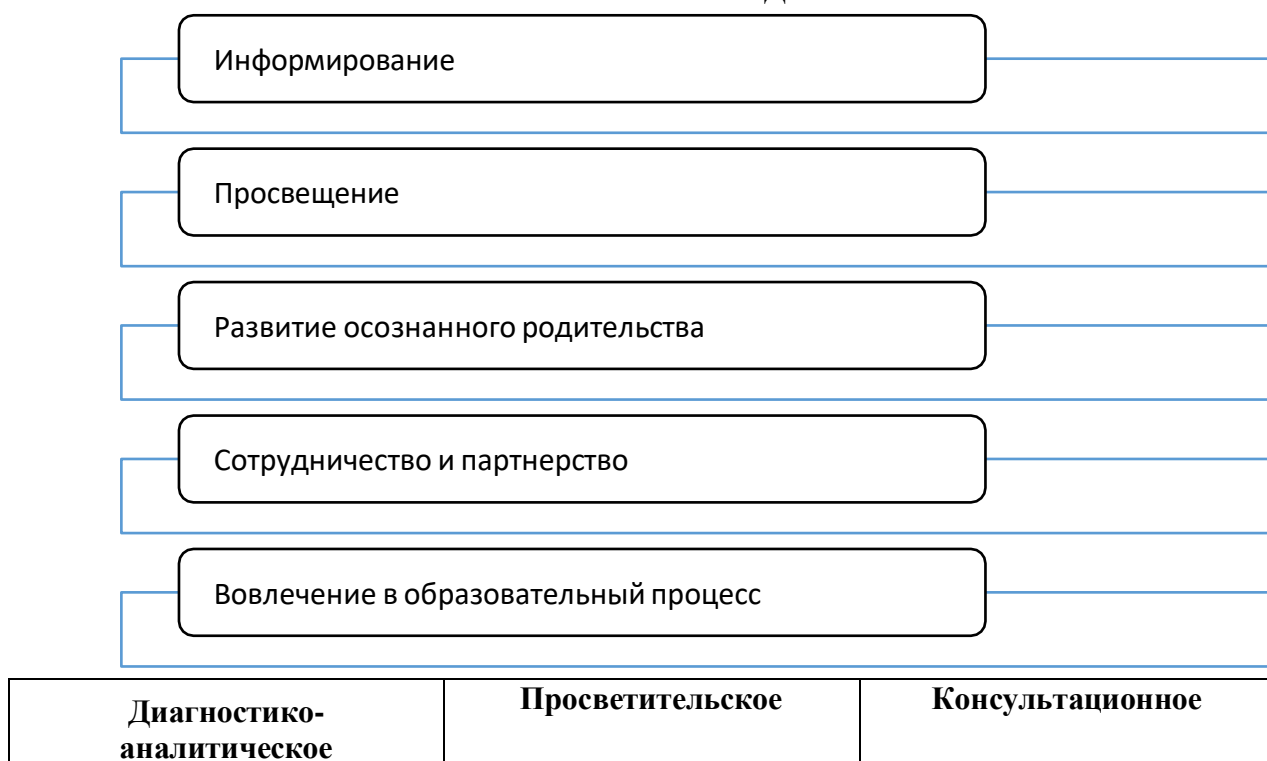 Информирование
Просвещение
Развитие осознанного родительства
Сотрудничество и партнерство
Вовлечение в образовательный процесс
Диагностико-
аналитическое
Просветительское
Консультационное